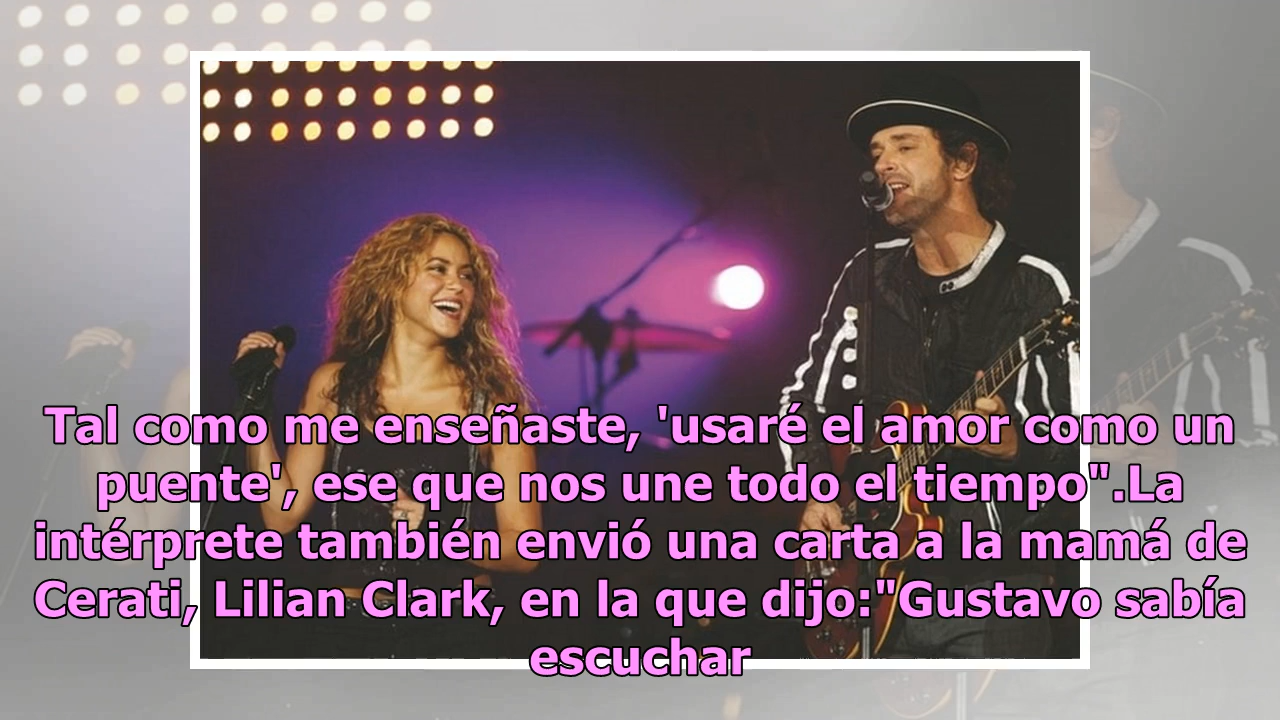 Tal como me enseñaste, 'usaré el amor como un
puente', ese que nos une todo el tiempo".La
intérprete también envió una carta a la mamá de
Cerati, Lilian Clark, en la que dijo:"Gustavo sabía
escuchar